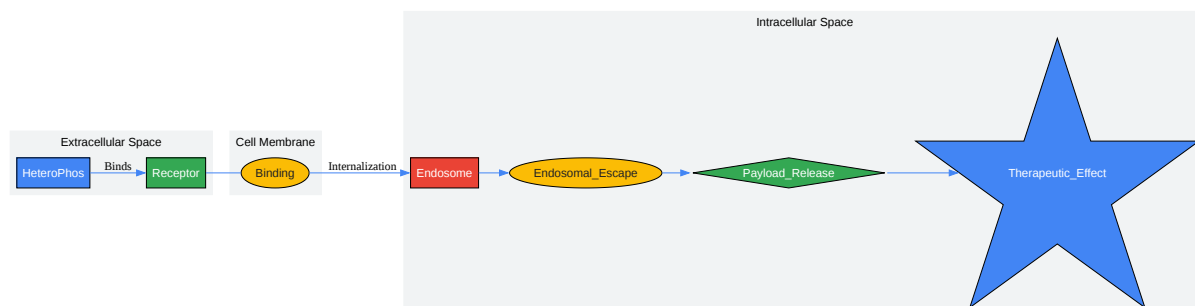 Intracellular Space
Extracellular Space
Cell Membrane
HeteroPhos
Binds
Receptor
Binding
Internalization
Endosome
Endosomal_Escape
Payload_Release
Therapeutic_Effect